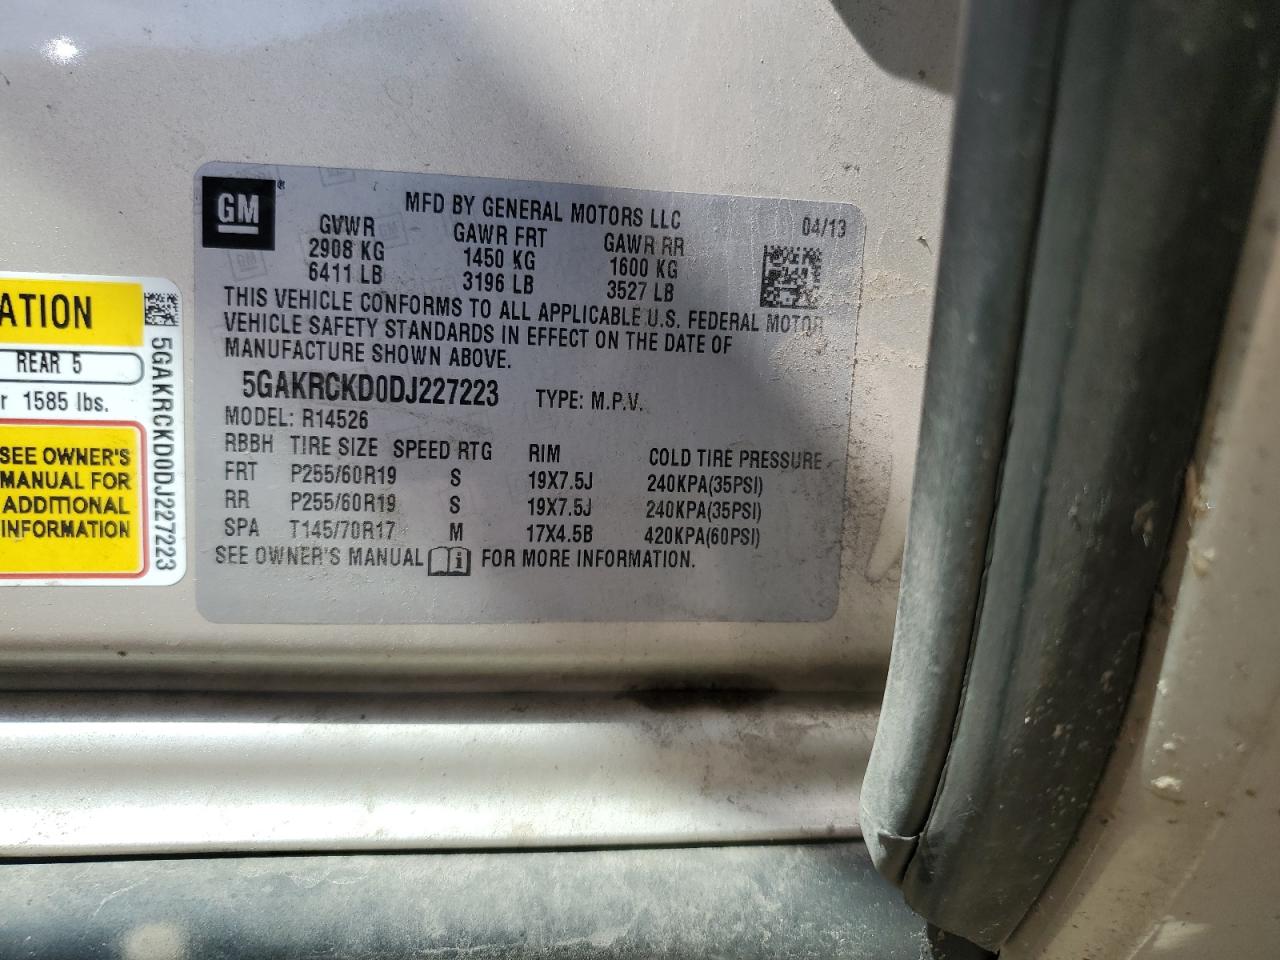 GM
®
MFD BY GENERAL MOTORS LLC
04/13
GVWR GAWR FRT GAWR RR
2908 KG 1450 KG 1600 KG
6411 LB 3196 LB 3527 LB
THIS VEHICLE CONFORMS TO ALL APPLICABLE U.S. FEDERAL MOTOR
VEHICLE SAFETY STANDARDS IN EFFECT ON THE DATE OF
MANUFACTURE SHOWN ABOVE.
5GAKRCKD0DJ227223 TYPE: M.P.V.
MODEL: R14526
RBBH TIRE SIZE SPEED RTG RIM COLD TIRE PRESSURE
FRT P255/60R19 S 19X7.5J 240KPA(35PSI)
RR P255/60R19 S 19X7.5J 240KPA(35PSI)
SPA T145/70R17 M 17X4.5B 420KPA(60PSI)
SEE OWNER'S MANUAL FOR MORE INFORMATION.
ATION
REAR 5
r 1585 lbs.
SEE OWNER'S
MANUAL FOR
ADDITIONAL
INFORMATION
5GAKRCKD0DJ227223